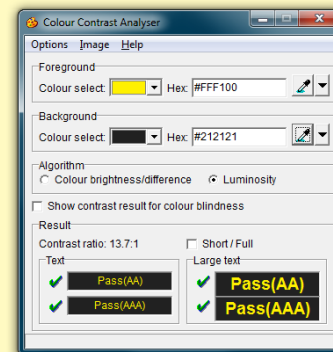 Colour Contrast Analyser
Options Image Help
Foreground
Colour select: Hex: #FFF100
Background
Colour select: Hex: #212121
Algorithm
Colour brightness/difference Luminosity
Show contrast result for colour blindness
Result
Contrast ratio: 13.7:1 Short / Full
Text Large text
Pass(AA) Pass(AA)
Pass(AAA) Pass(AAA)